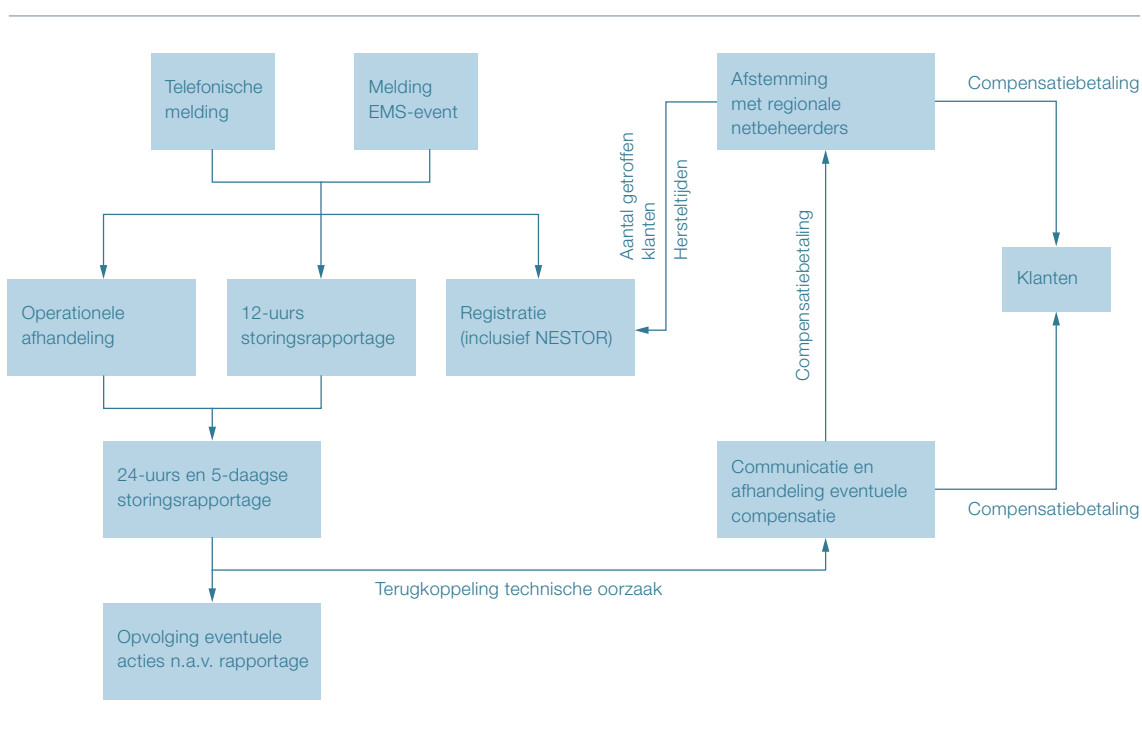 Telefonische
melding
Melding
EMS-event
Afstemming
met regionale
netbeheerders
Compensatiebetaling
Aantal getroffen
klanten
Hersteltijden
Compensatiebetaling
Klanten
Operationele
afhandeling
12-uurs
storingsrapportage
Registratie
(inclusief NESTOR)
24-uurs en 5-daagse
storingsrapportage
Communicatie en
afhandeling eventuele
compensatie
Compensatiebetaling
Terugkoppeling technische oorzaak
Opvolging eventuele
acties n.a.v. rapportage